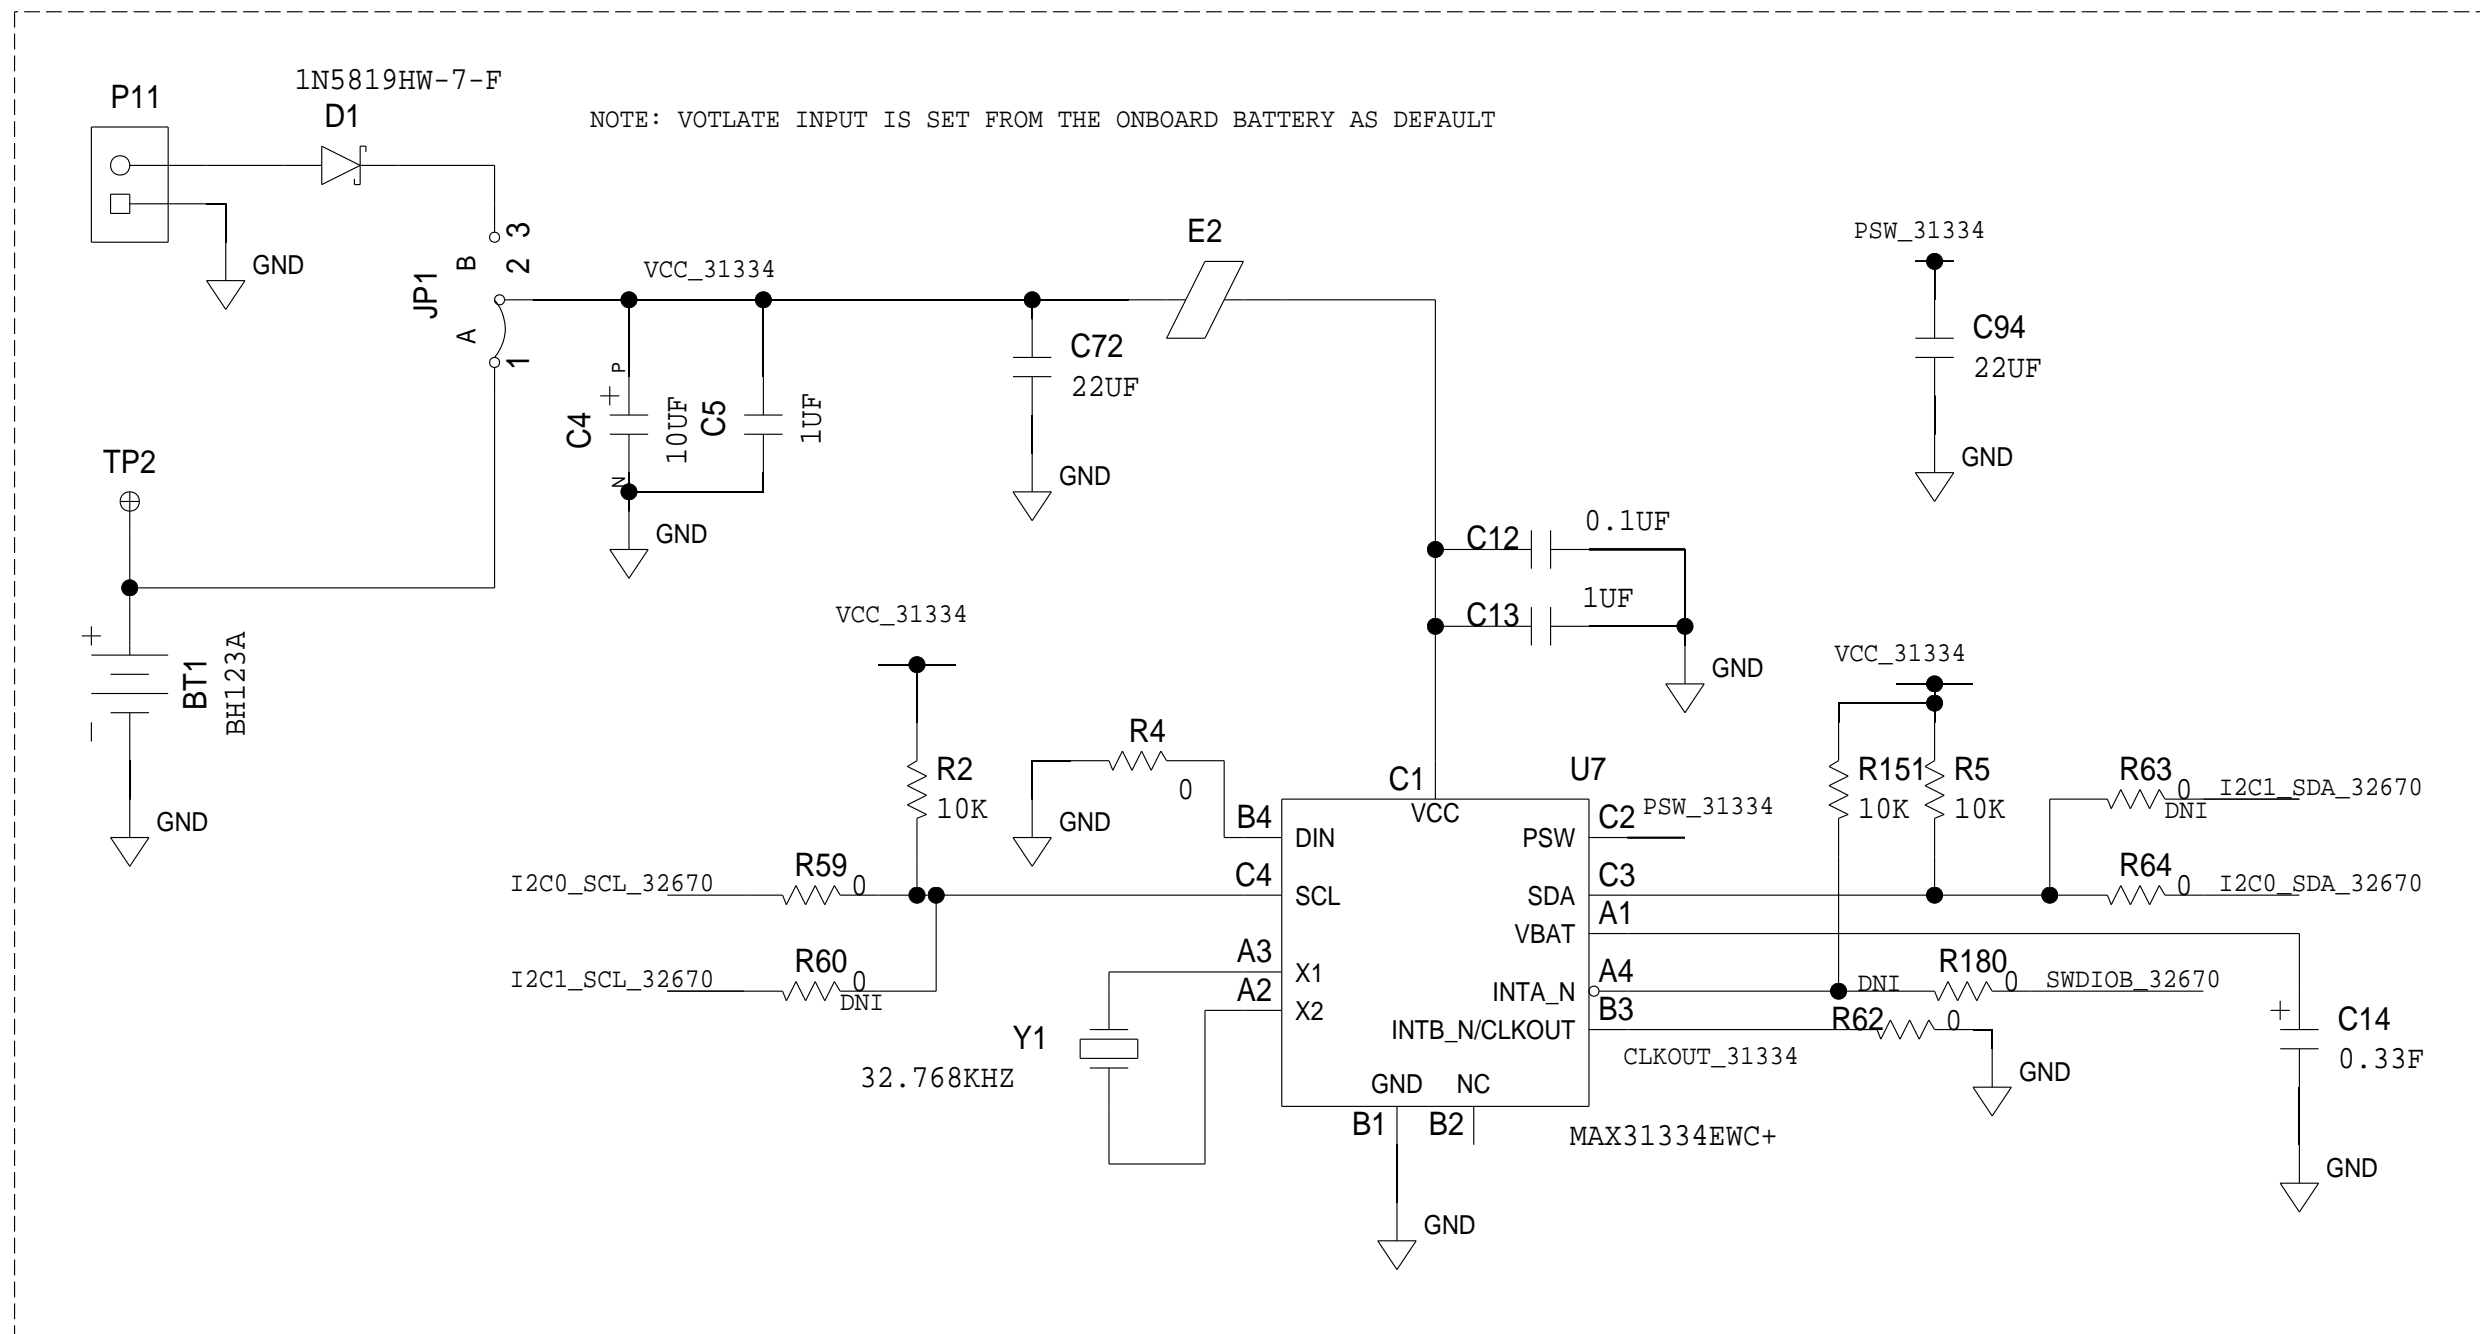 1N5819HW-7-F
P11
D1
NOTE: VOTLATE INPUT IS SET FROM THE ONBOARD BATTERY AS DEFAULT
GND
JP1
B
A
3
2
1
VCC_31334
E2
PSW_31334
C94
22UF
GND
C72
22UF
GND
P
+
C4
10UF
N
C5
1UF
GND
TP2
+
BT1
BH123A
−
GND
C12
0.1UF
C13
1UF
GND
VCC_31334
R2
10K
R4
0
GND
VCC_31334
R151
10K
R5
10K
R63
0
DNI
I2C1_SDA_32670
R64
0
I2C0_SDA_32670
I2C0_SCL_32670
R59
0
I2C1_SCL_32670
R60
0
DNI
Y1
32.768KHZ
U7
C1
VCC
B4
DIN
C4
SCL
A3
X1
A2
X2
C2
PSW
PSW_31334
C3
SDA
A1
VBAT
A4
INTA_N
B3
INTB_N/CLKOUT
GND
NC
B1
B2
MAX31334EWC+
GND
DNI
R180
0
SWDIOB_32670
R62
0
CLKOUT_31334
GND
+
C14
0.33F
GND